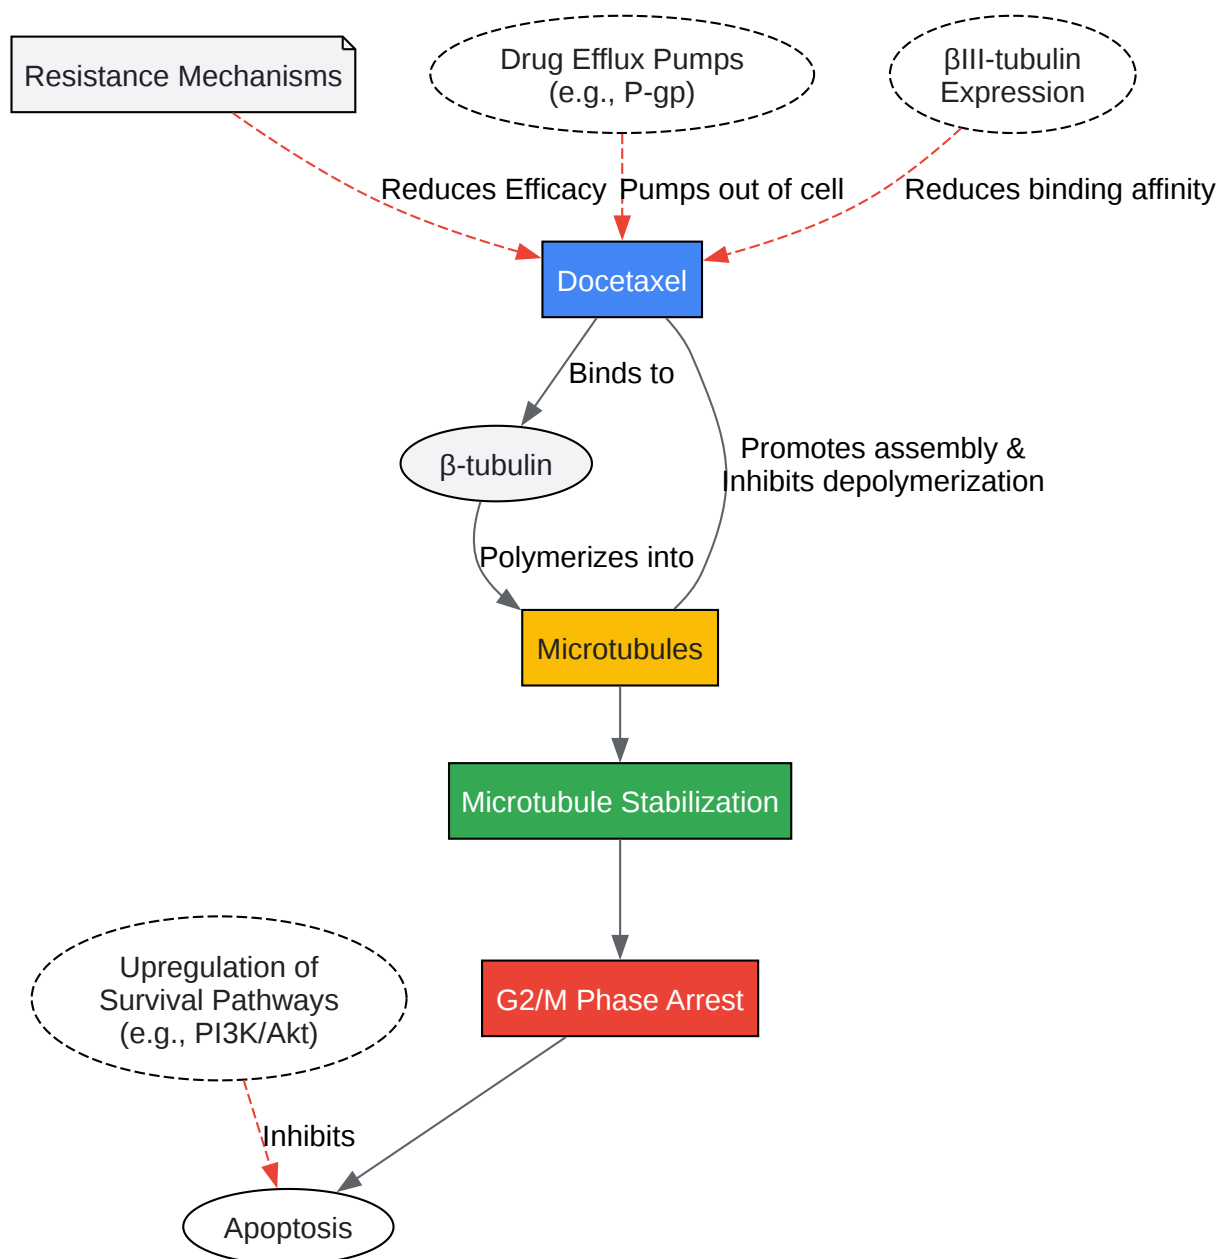 Resistance Mechanisms
Drug Efflux Pumps
(e.g., P-gp)
βIII-tubulin
Expression
Reduces Efficacy
Pumps out of cell
Reduces binding affinity
Docetaxel
Binds to
Promotes assembly &
Inhibits depolymerization
β-tubulin
Polymerizes into
Microtubules
Microtubule Stabilization
Upregulation of
Survival Pathways
(e.g., PI3K/Akt)
G2/M Phase Arrest
Inhibits
Apoptosis